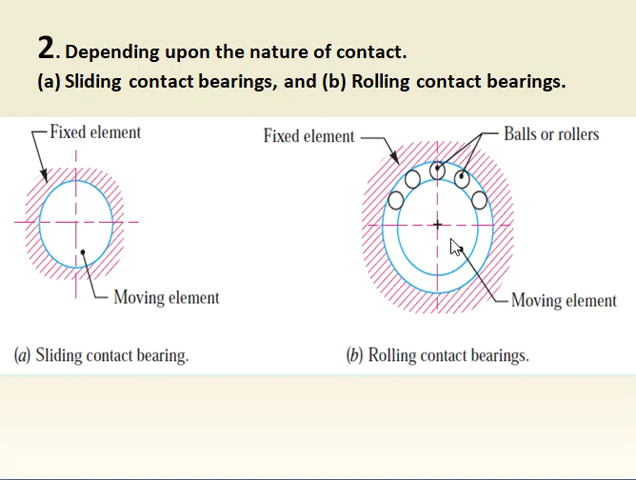 2. Depending upon the nature of contact.
(a) Sliding contact bearings, and (b) Rolling contact bearings.
Fixed element
Moving element
(a) Sliding contact bearing.
Fixed element
Balls or rollers
Moving element
(b) Rolling contact bearings.